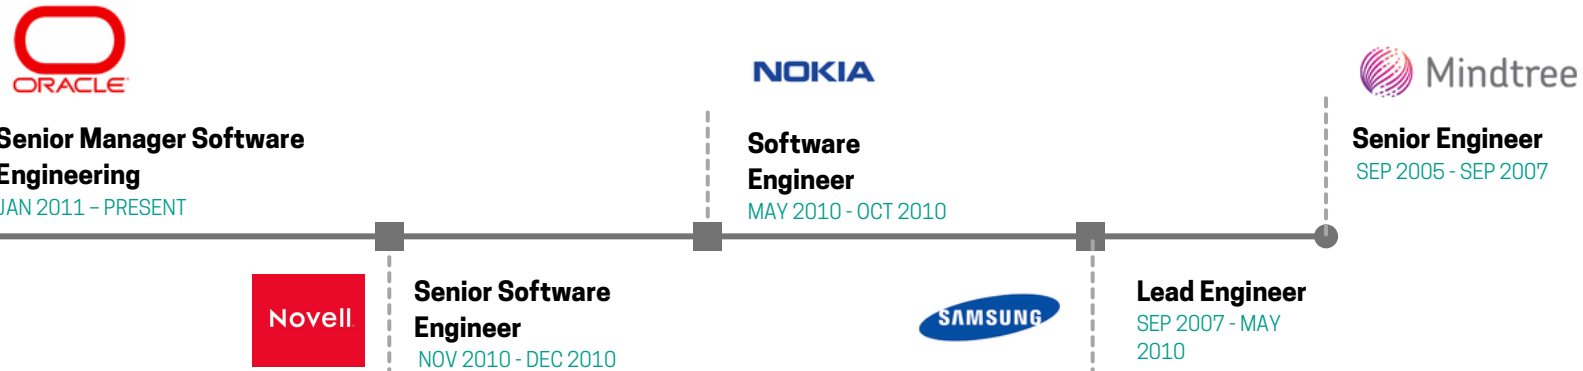 ORACLE
Senior Manager Software
Engineering
JAN 2011 – PRESENT
Novell
Senior Software
Engineer
NOV 2010 - DEC 2010
NOKIA
Software
Engineer
MAY 2010 - OCT 2010
SAMSUNG
Lead Engineer
SEP 2007 - MAY
2010
Mindtree
Senior Engineer
SEP 2005 - SEP 2007